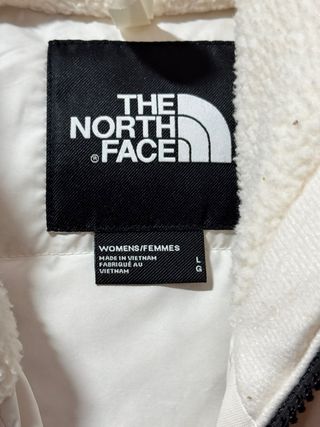 THE
NORTH
® FACE
WOMENS/FEMMES
MADE IN VIETNAM
FABRIQUÉ AU
VIETNAM
L
G